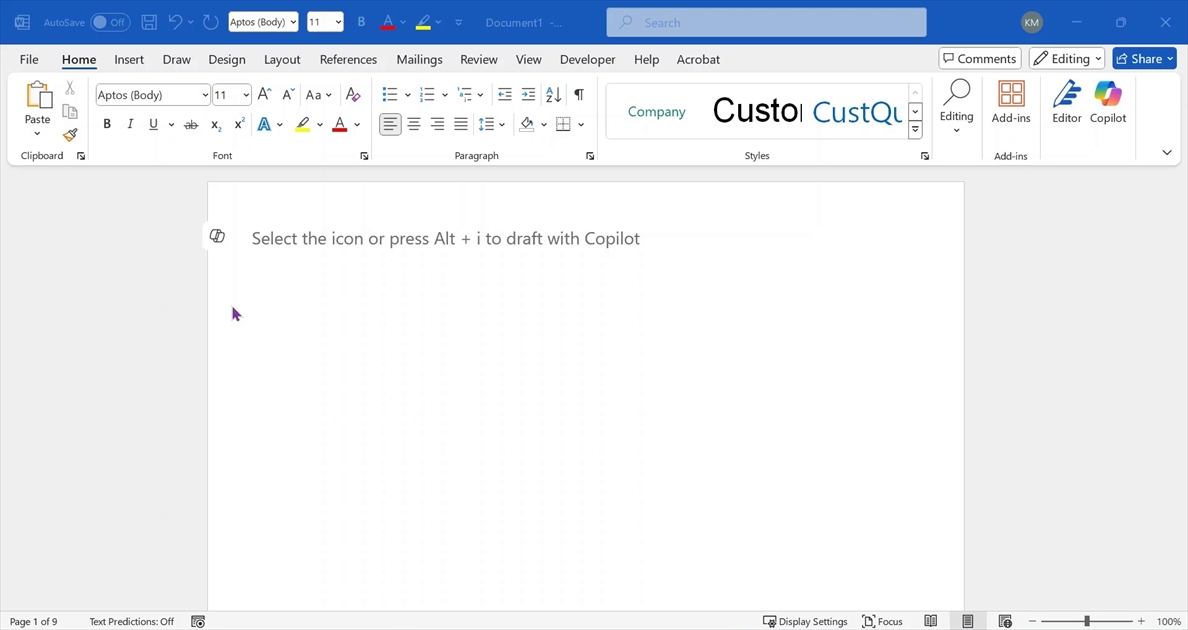 AutoSave Off Aptos (Body) 11 B A Document1 -... Search KM
File Home Insert Draw Design Layout References Mailings Review View Developer Help Acrobat Comments Editing Share
Paste Aptos (Body) 11 A A Aa A Company Custo CustQu Editing Add-ins Editor Copilot
B I U ab x₂ x² A A
Clipboard Font Paragraph Styles Add-ins
Select the icon or press Alt + i to draft with Copilot
Page 1 of 9 Text Predictions: Off Display Settings Focus 100%